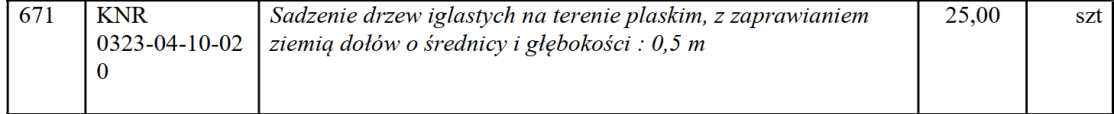 671 KNR Sadzenie drzew iglastych na terenie plaskim, z zaprawianiem 25,00 szt
0323-04-10-02 ziemią dołów o średnicy i głębokości : 0,5 m
0